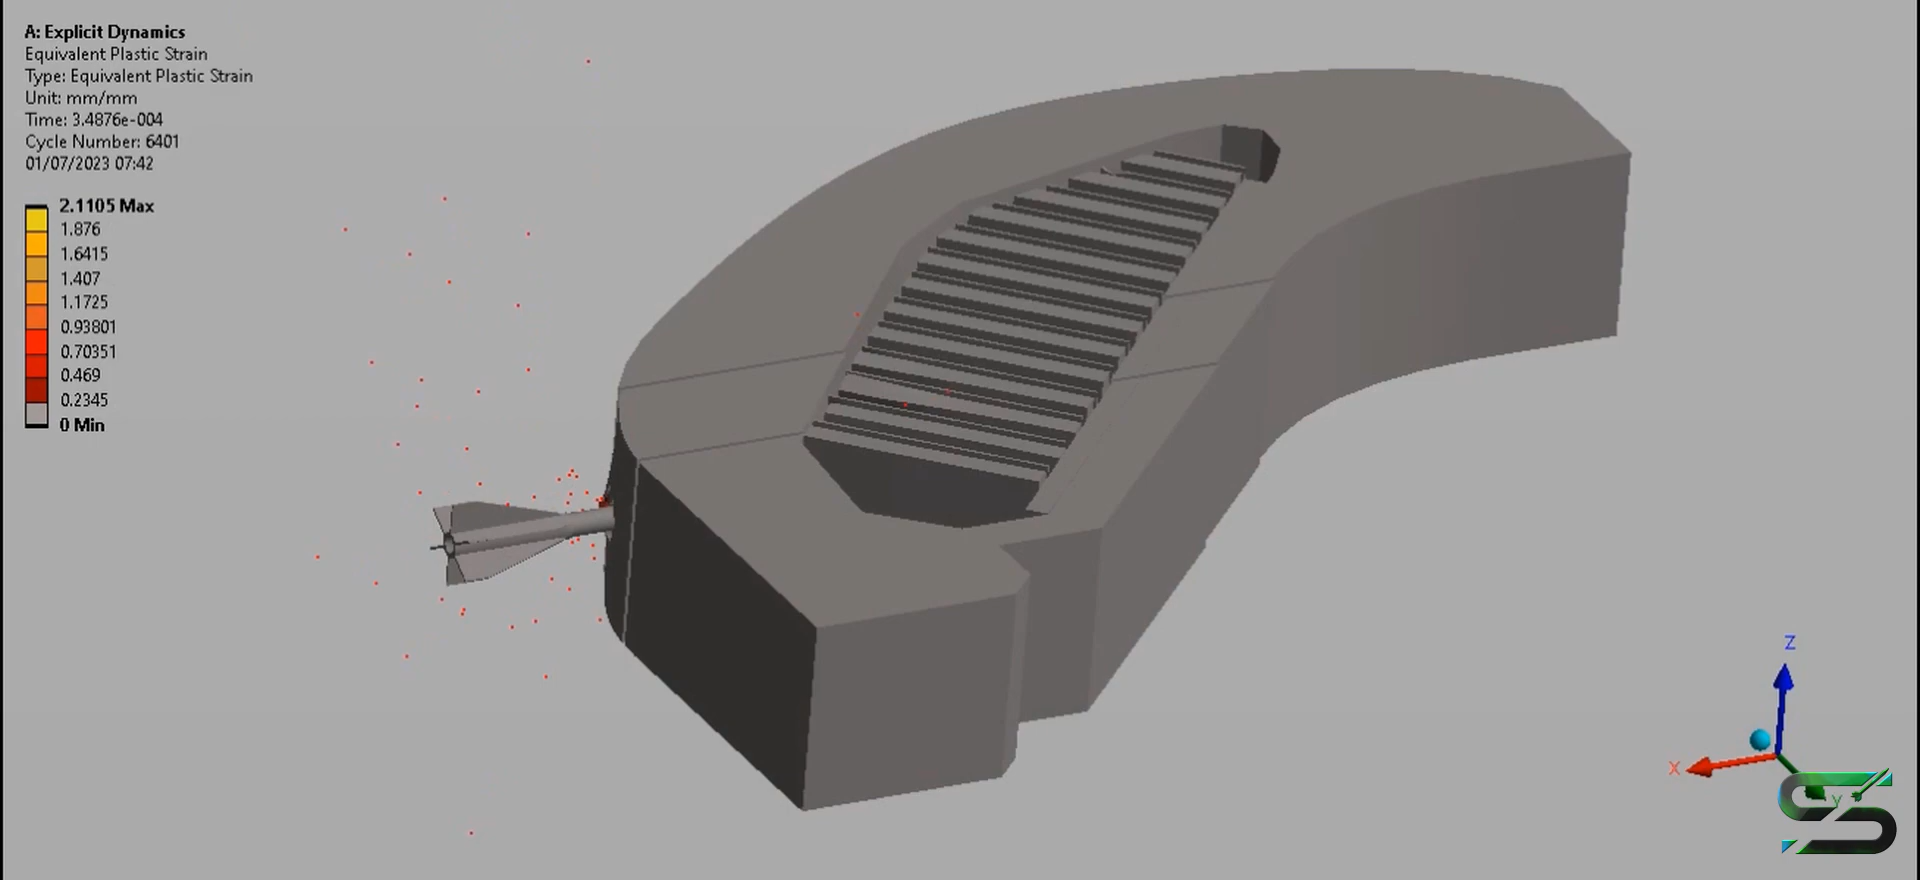 A: Explicit Dynamics
Equivalent Plastic Strain
Type: Equivalent Plastic Strain
Unit: mm/mm
Time: 3.4876e-004
Cycle Number: 6401
01/07/2023 07:42
2.1105 Max
1.876
1.6415
1.407
1.1725
0.93801
0.70351
0.469
0.2345
0 Min
Z
X
Y